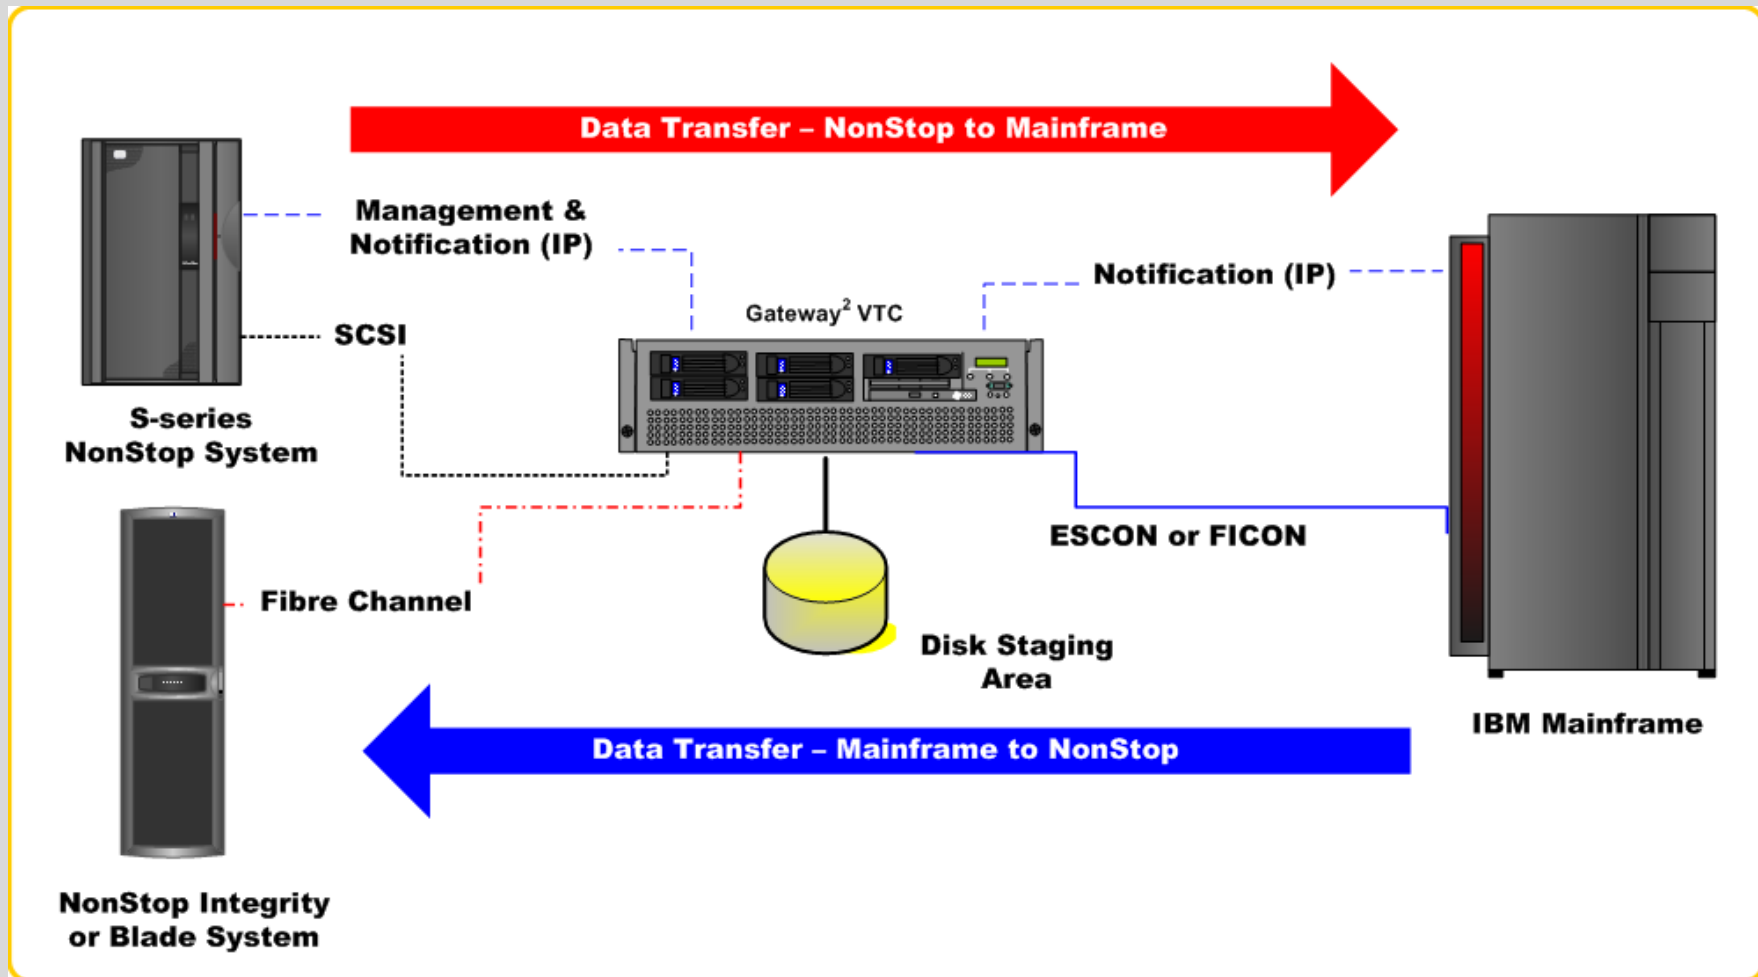 Data Transfer – NonStop to Mainframe
Management &
Notification (IP)
Notification (IP)
Gateway² VTC
SCSI
S-series
NonStop System
ESCON or FICON
Fibre Channel
Disk Staging
Area
IBM Mainframe
Data Transfer – Mainframe to NonStop
NonStop Integrity
or Blade System